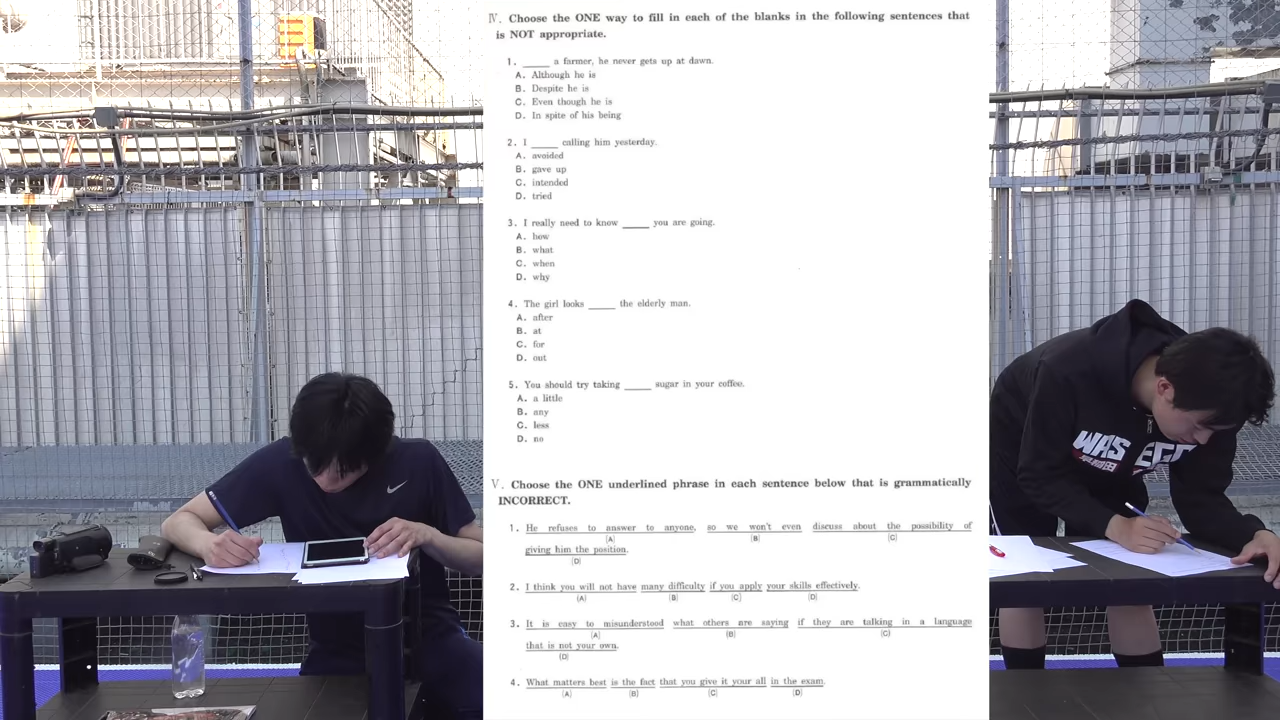 Ⅳ. Choose the ONE way to fill in each of the blanks in the following sentences that
is NOT appropriate.
1. _____ a farmer, he never gets up at dawn.
A. Although he is
B. Despite he is
C. Even though he is
D. In spite of his being
2. I _____ calling him yesterday.
A. avoided
B. gave up
C. intended
D. tried
3. I really need to know _____ you are going.
A. how
B. what
C. when
D. why
4. The girl looks _____ the elderly man.
A. after
B. at
C. for
D. out
5. You should try taking _____ sugar in your coffee.
A. a little
B. any
C. less
D. no
Ⅴ. Choose the ONE underlined phrase in each sentence below that is grammatically
INCORRECT.
1. He refuses to answer to anyone, so we won't even discuss about the possibility of
(A) (B) (C)
giving him the position.
(D)
2. I think you will not have many difficulty if you apply your skills effectively.
(A) (B) (C) (D)
3. It is easy to misunderstood what others are saying if they are talking in a language
(A) (B) (C)
that is not your own.
(D)
4. What matters best is the fact that you give it your all in the exam.
(A) (B) (C) (D)
WAS EGO